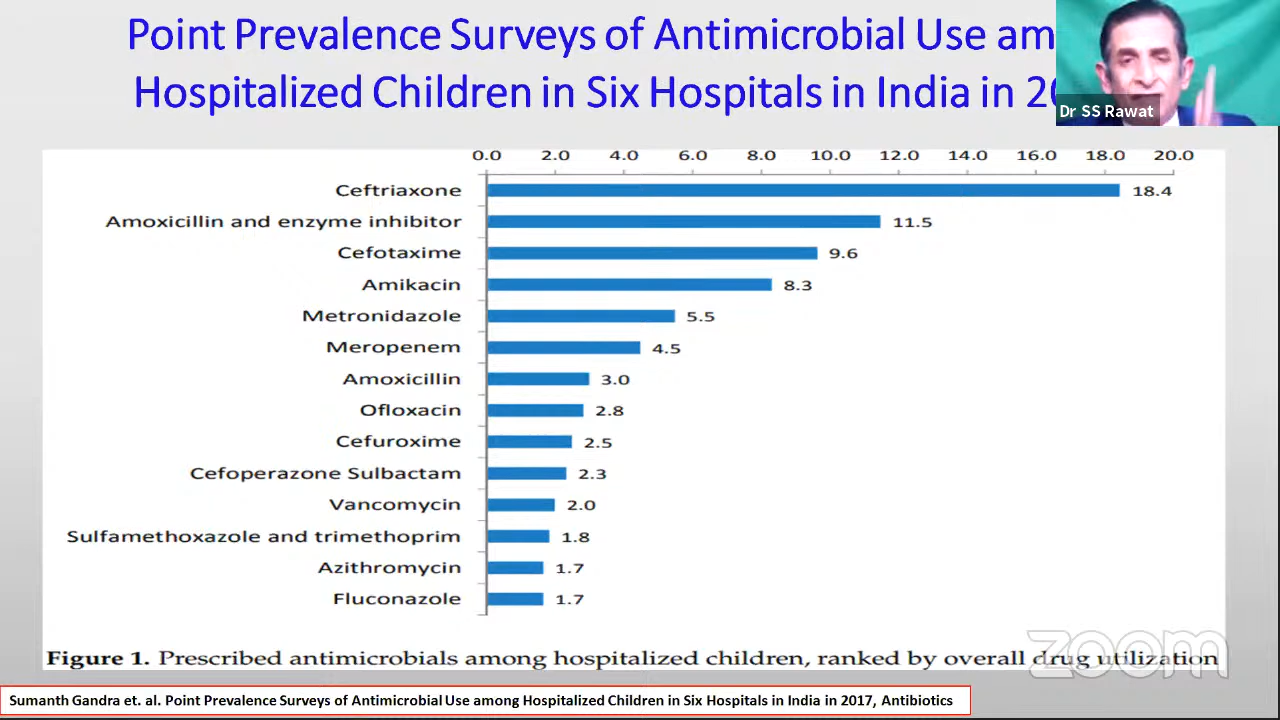 Point Prevalence Surveys of Antimicrobial Use am
Hospitalized Children in Six Hospitals in India in 20
Dr SS Rawat
0.0 2.0 4.0 6.0 8.0 10.0 12.0 14.0 16.0 18.0 20.0
Ceftriaxone 18.4
Amoxicillin and enzyme inhibitor 11.5
Cefotaxime 9.6
Amikacin 8.3
Metronidazole 5.5
Meropenem 4.5
Amoxicillin 3.0
Ofloxacin 2.8
Cefuroxime 2.5
Cefoperazone Sulbactam 2.3
Vancomycin 2.0
Sulfamethoxazole and trimethoprim 1.8
Azithromycin 1.7
Fluconazole 1.7
zoom
Figure 1. Prescribed antimicrobials among hospitalized children, ranked by overall drug utilization
Sumanth Gandra et. al. Point Prevalence Surveys of Antimicrobial Use among Hospitalized Children in Six Hospitals in India in 2017, Antibiotics